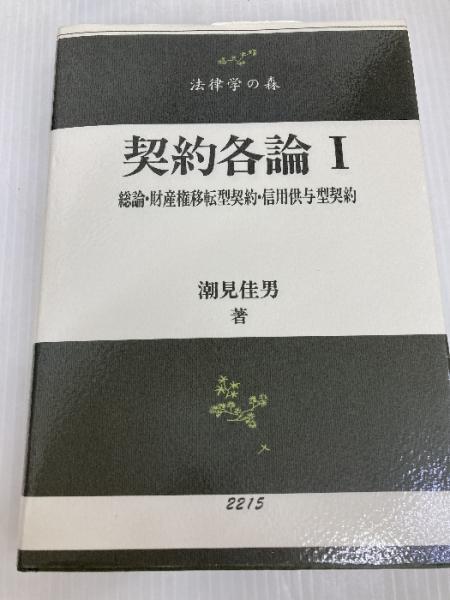 法律学の森
契約各論 I
総論・財産権移転型契約・信用供与型契約
潮見佳男
著
2215